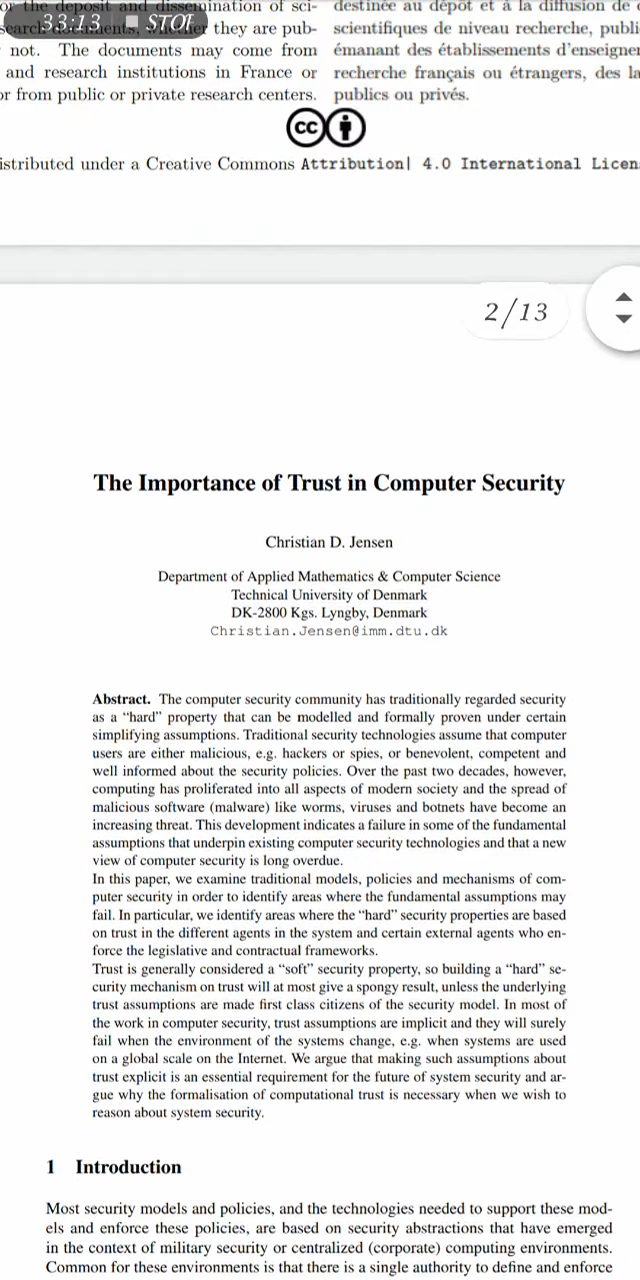 or the deposit and dissemination of sci-
search documents, whether they are pub-
not. The documents may come from
and research institutions in France or
or from public or private research centers.
destinée au dépôt et à la diffusion de
scientifiques de niveau recherche, publi
émanant des établissements d'enseigne
recherche français ou étrangers, des la
publics ou privés.
33:13 STOP
cc
istributed under a Creative Commons Attribution| 4.0 International Licen
2/13
The Importance of Trust in Computer Security
Christian D. Jensen
Department of Applied Mathematics & Computer Science
Technical University of Denmark
DK-2800 Kgs. Lyngby, Denmark
Christian.Jensen@imm.dtu.dk
Abstract. The computer security community has traditionally regarded security
as a "hard" property that can be modelled and formally proven under certain
simplifying assumptions. Traditional security technologies assume that computer
users are either malicious, e.g. hackers or spies, or benevolent, competent and
well informed about the security policies. Over the past two decades, however,
computing has proliferated into all aspects of modern society and the spread of
malicious software (malware) like worms, viruses and botnets have become an
increasing threat. This development indicates a failure in some of the fundamental
assumptions that underpin existing computer security technologies and that a new
view of computer security is long overdue.
In this paper, we examine traditional models, policies and mechanisms of com-
puter security in order to identify areas where the fundamental assumptions may
fail. In particular, we identify areas where the "hard" security properties are based
on trust in the different agents in the system and certain external agents who en-
force the legislative and contractual frameworks.
Trust is generally considered a "soft" security property, so building a "hard" se-
curity mechanism on trust will at most give a spongy result, unless the underlying
trust assumptions are made first class citizens of the security model. In most of
the work in computer security, trust assumptions are implicit and they will surely
fail when the environment of the systems change, e.g. when systems are used
on a global scale on the Internet. We argue that making such assumptions about
trust explicit is an essential requirement for the future of system security and ar-
gue why the formalisation of computational trust is necessary when we wish to
reason about system security.
1 Introduction
Most security models and policies, and the technologies needed to support these mod-
els and enforce these policies, are based on security abstractions that have emerged
in the context of military security or centralized (corporate) computing environments.
Common for these environments is that there is a single authority to define and enforce